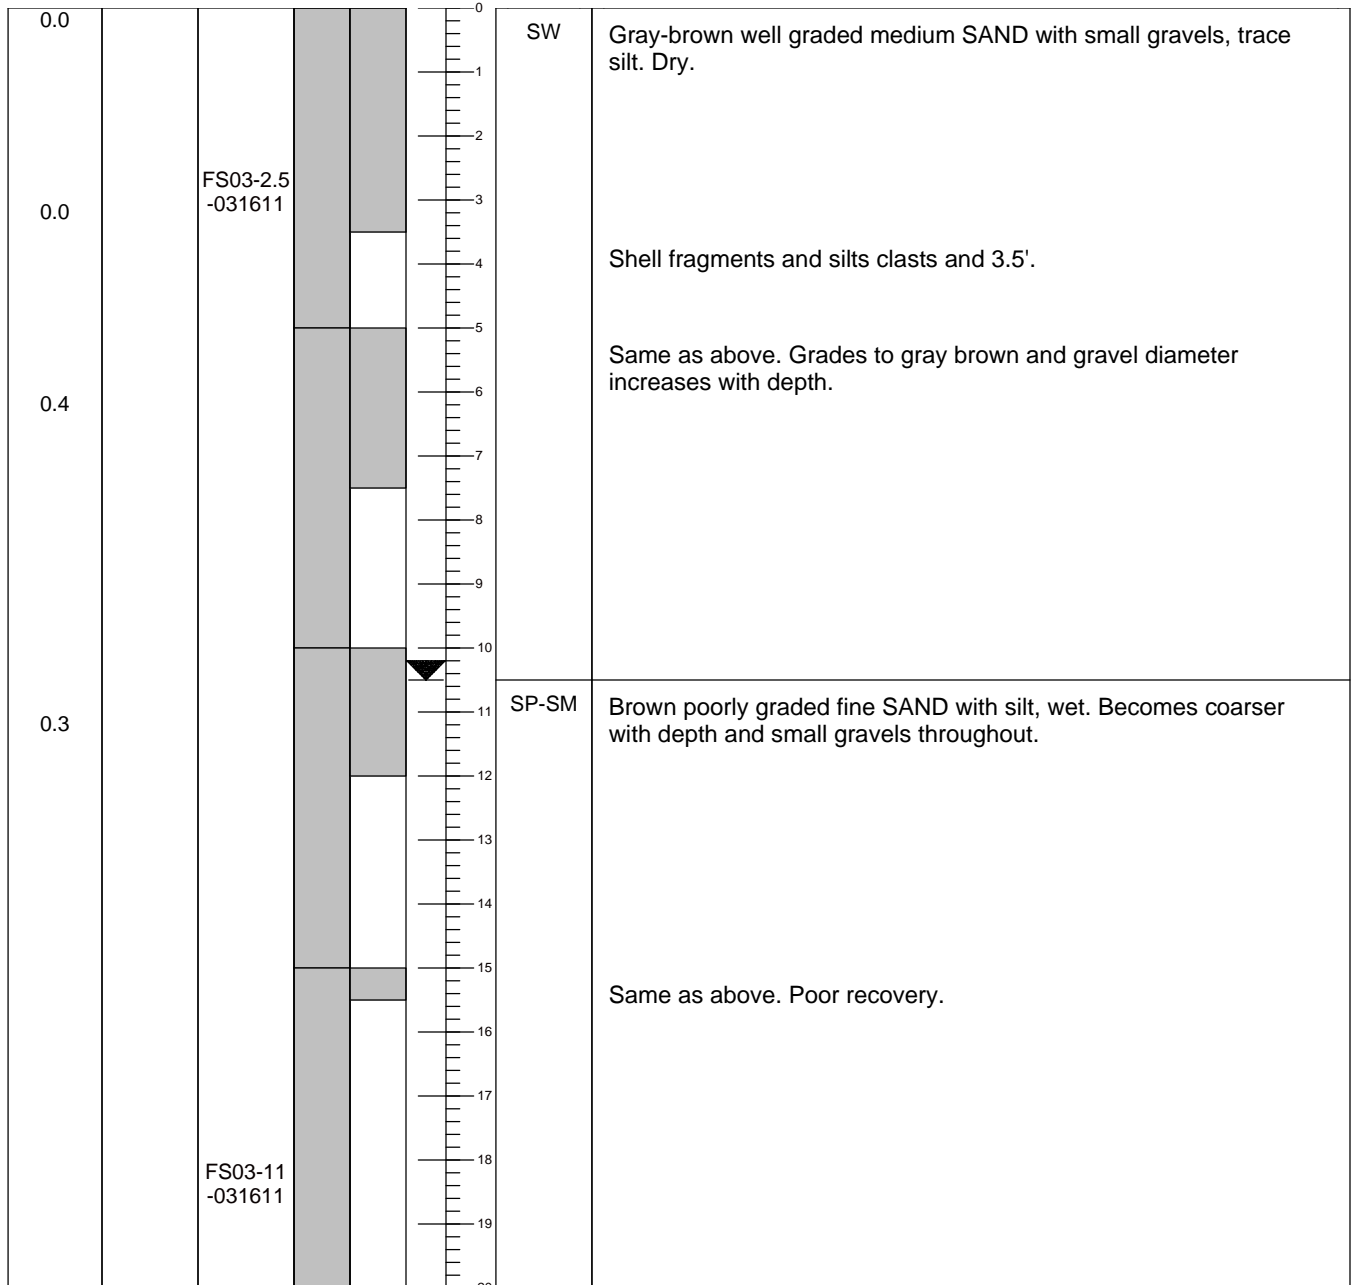 0.0
0
SW
Gray-brown well graded medium SAND with small gravels, trace
silt. Dry.
1
2
FS03-2.5
-031611
3
0.0
Shell fragments and silts clasts and 3.5'.
4
5
Same as above. Grades to gray brown and gravel diameter
increases with depth.
6
0.4
7
8
9
10
SP-SM
Brown poorly graded fine SAND with silt, wet. Becomes coarser
with depth and small gravels throughout.
11
0.3
12
13
14
15
Same as above. Poor recovery.
16
17
18
FS03-11
-031611
19